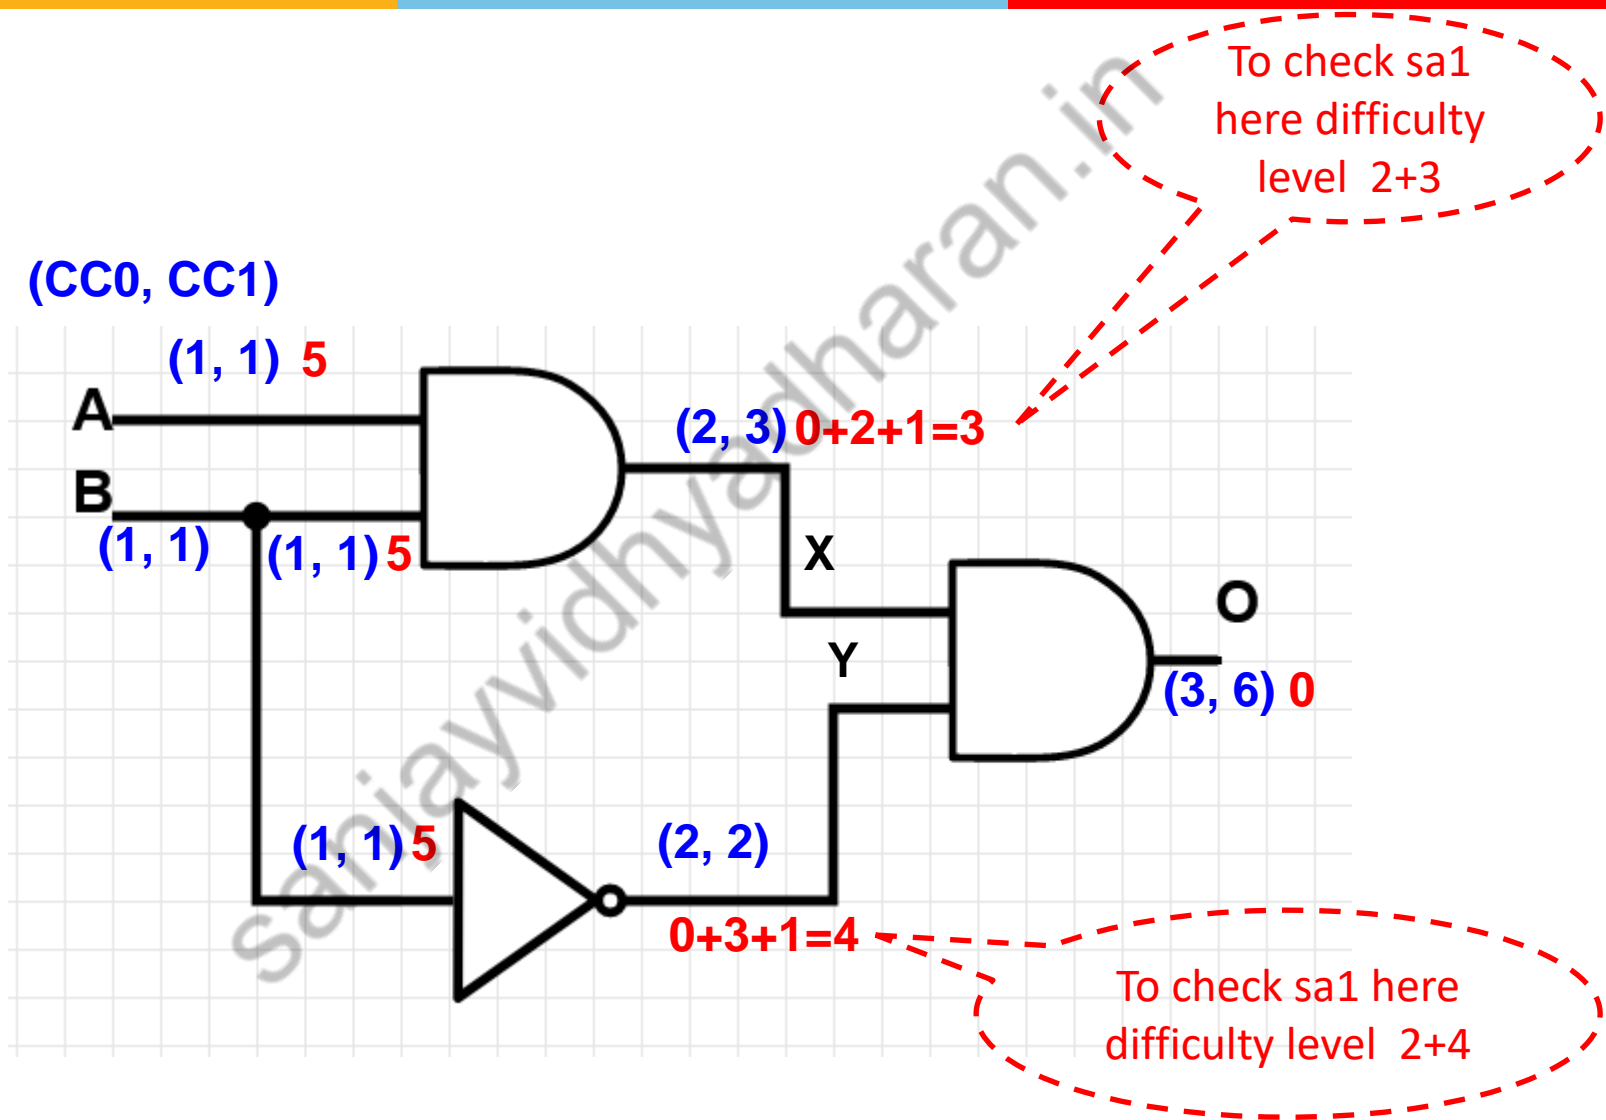 To check sa1
here difficulty
level 2+3
(CC0, CC1)
(1, 1) 5
A
(2, 3) 0+2+1=3
B
(1, 1)
(1, 1) 5
X
O
Y
(3, 6) 0
(1, 1) 5
(2, 2)
0+3+1=4
To check sa1 here
difficulty level 2+4
sanjayvidhyadharan.in